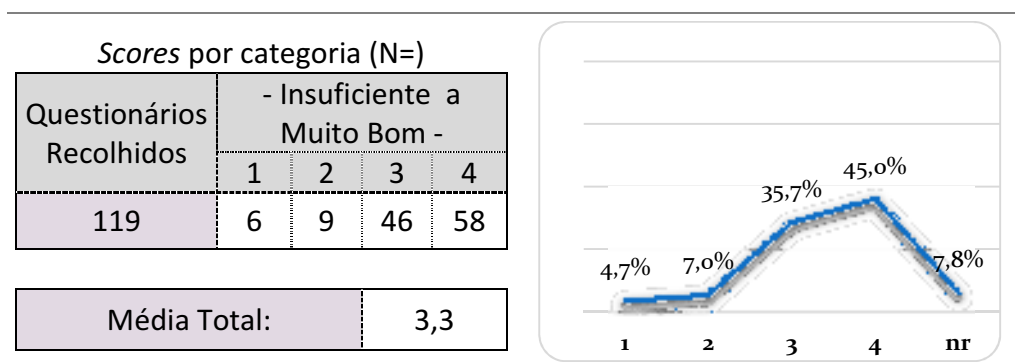 Scores por categoria (N=)
Questionários Recolhidos
- Insuficiente a
Muito Bom -
1 2 3 4
119 6 9 46 58
Média Total: 3,3
4,7% 7,0% 35,7% 45,0% 7,8%
1 2 3 4 nr